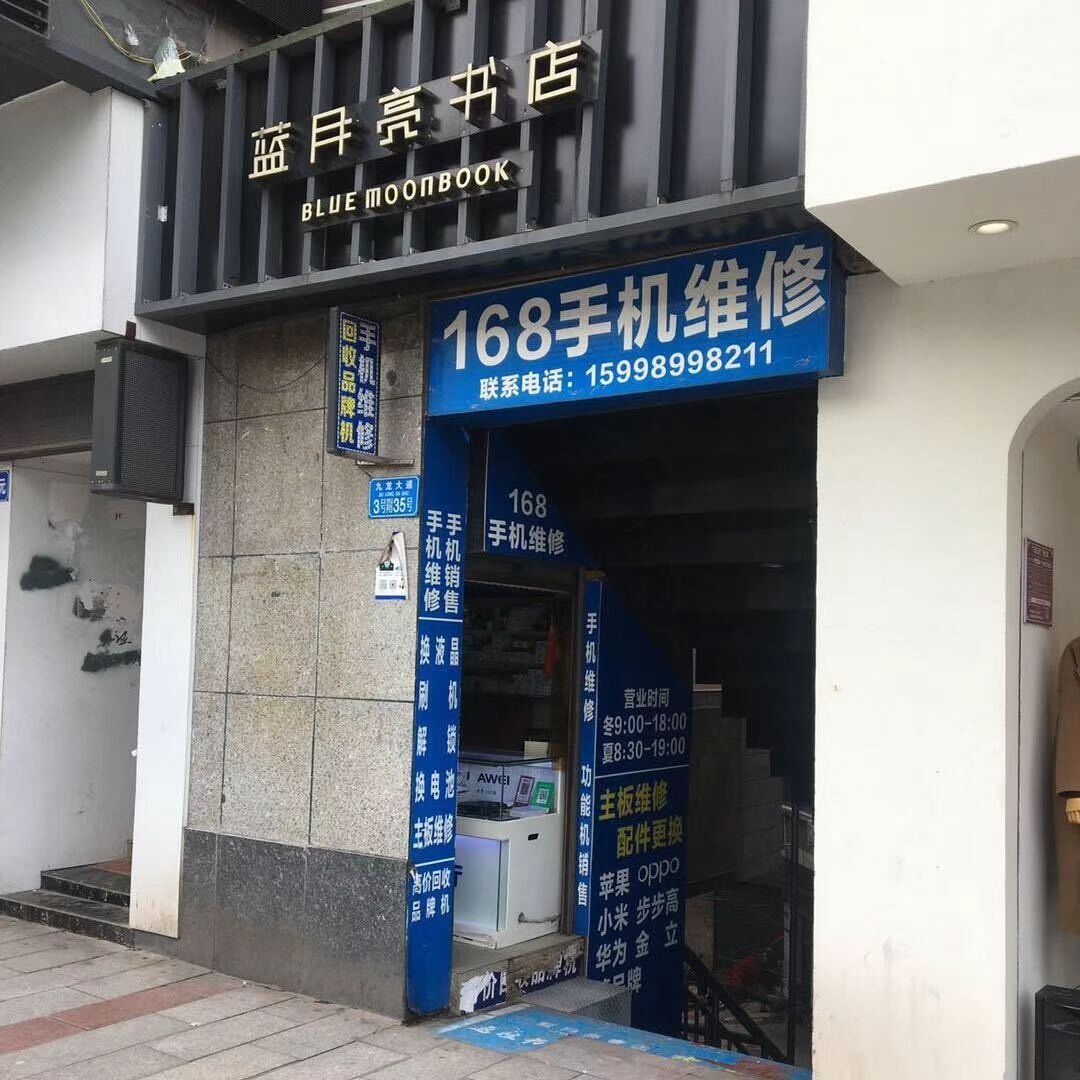 蓝月亮书店
BLUE MOONBOOK
168手机维修
联系电话：15998998211
手机维修
回收品牌机
九龙大道
JIU LONG DA DAO
3号附35号
168
手机维修
手机销售
手机维修
换液晶
刷机
解锁
换电池
主板维修
高价回收
品牌机
手机维修 功能机销售
营业时间
冬9:00-18:00
夏8:30-19:00
主板维修
配件更换
苹果 oppo
小米 步步高
华为 金立
AWEI